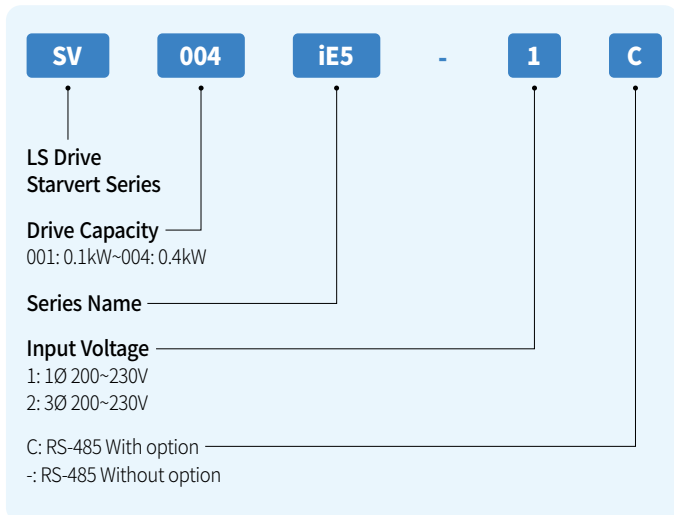 SV 004 iE5 - 1 C
LS Drive
Starvert Series
Drive Capacity
001: 0.1kW~004: 0.4kW
Series Name
Input Voltage
1: 1Ø 200~230V
2: 3Ø 200~230V
C: RS-485 With option
-: RS-485 Without option